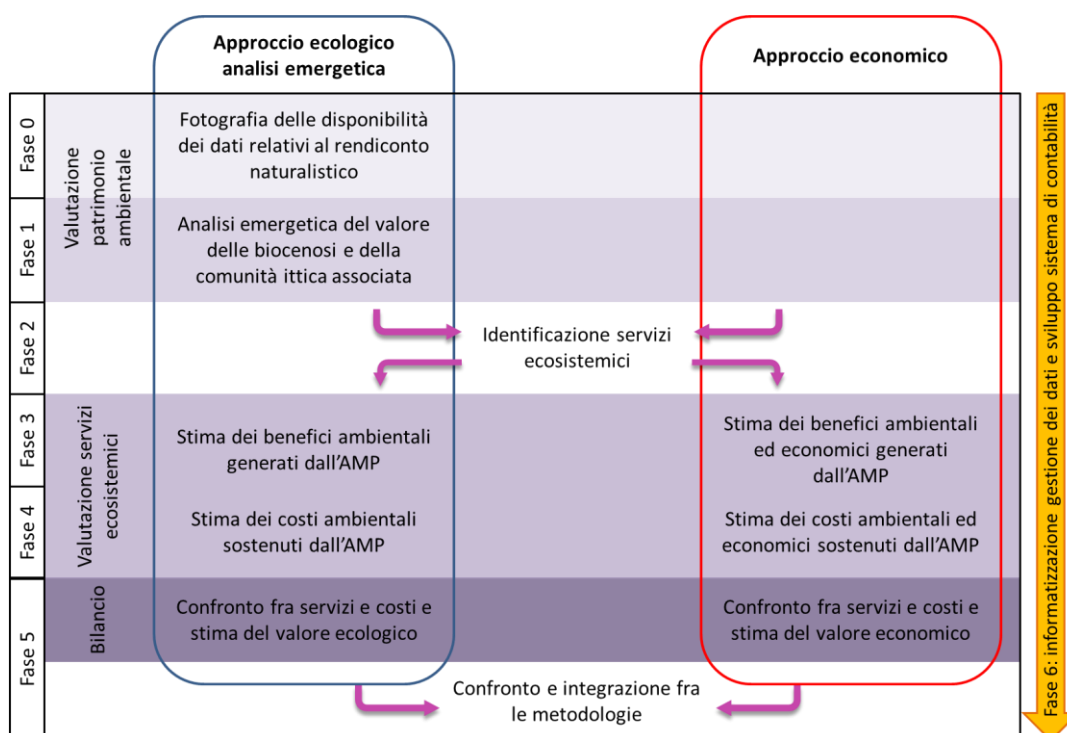 Approccio ecologico
analisi emergetica
Approccio economico
Fase 0
Valutazione
patrimonio
ambientale
Fotografia delle disponibilità
dei dati relativi al rendiconto
naturalistico
Fase 1
Analisi emergetica del valore
delle biocenosi e della
comunità ittica associata
Fase 2
Identificazione servizi
ecosistemici
Fase 3
Valutazione servizi
ecosistemici
Stima dei benefici ambientali
generati dall'AMP
Stima dei benefici ambientali
ed economici generati
dall'AMP
Fase 4
Stima dei costi ambientali
sostenuti dall'AMP
Stima dei costi ambientali ed
economici sostenuti dall'AMP
Fase 5
Bilancio
Confronto fra servizi e costi e
stima del valore ecologico
Confronto fra servizi e costi e
stima del valore economico
Confronto e integrazione fra
le metodologie
Fase 6: informatizzazione gestione dei dati e sviluppo sistema di contabilità